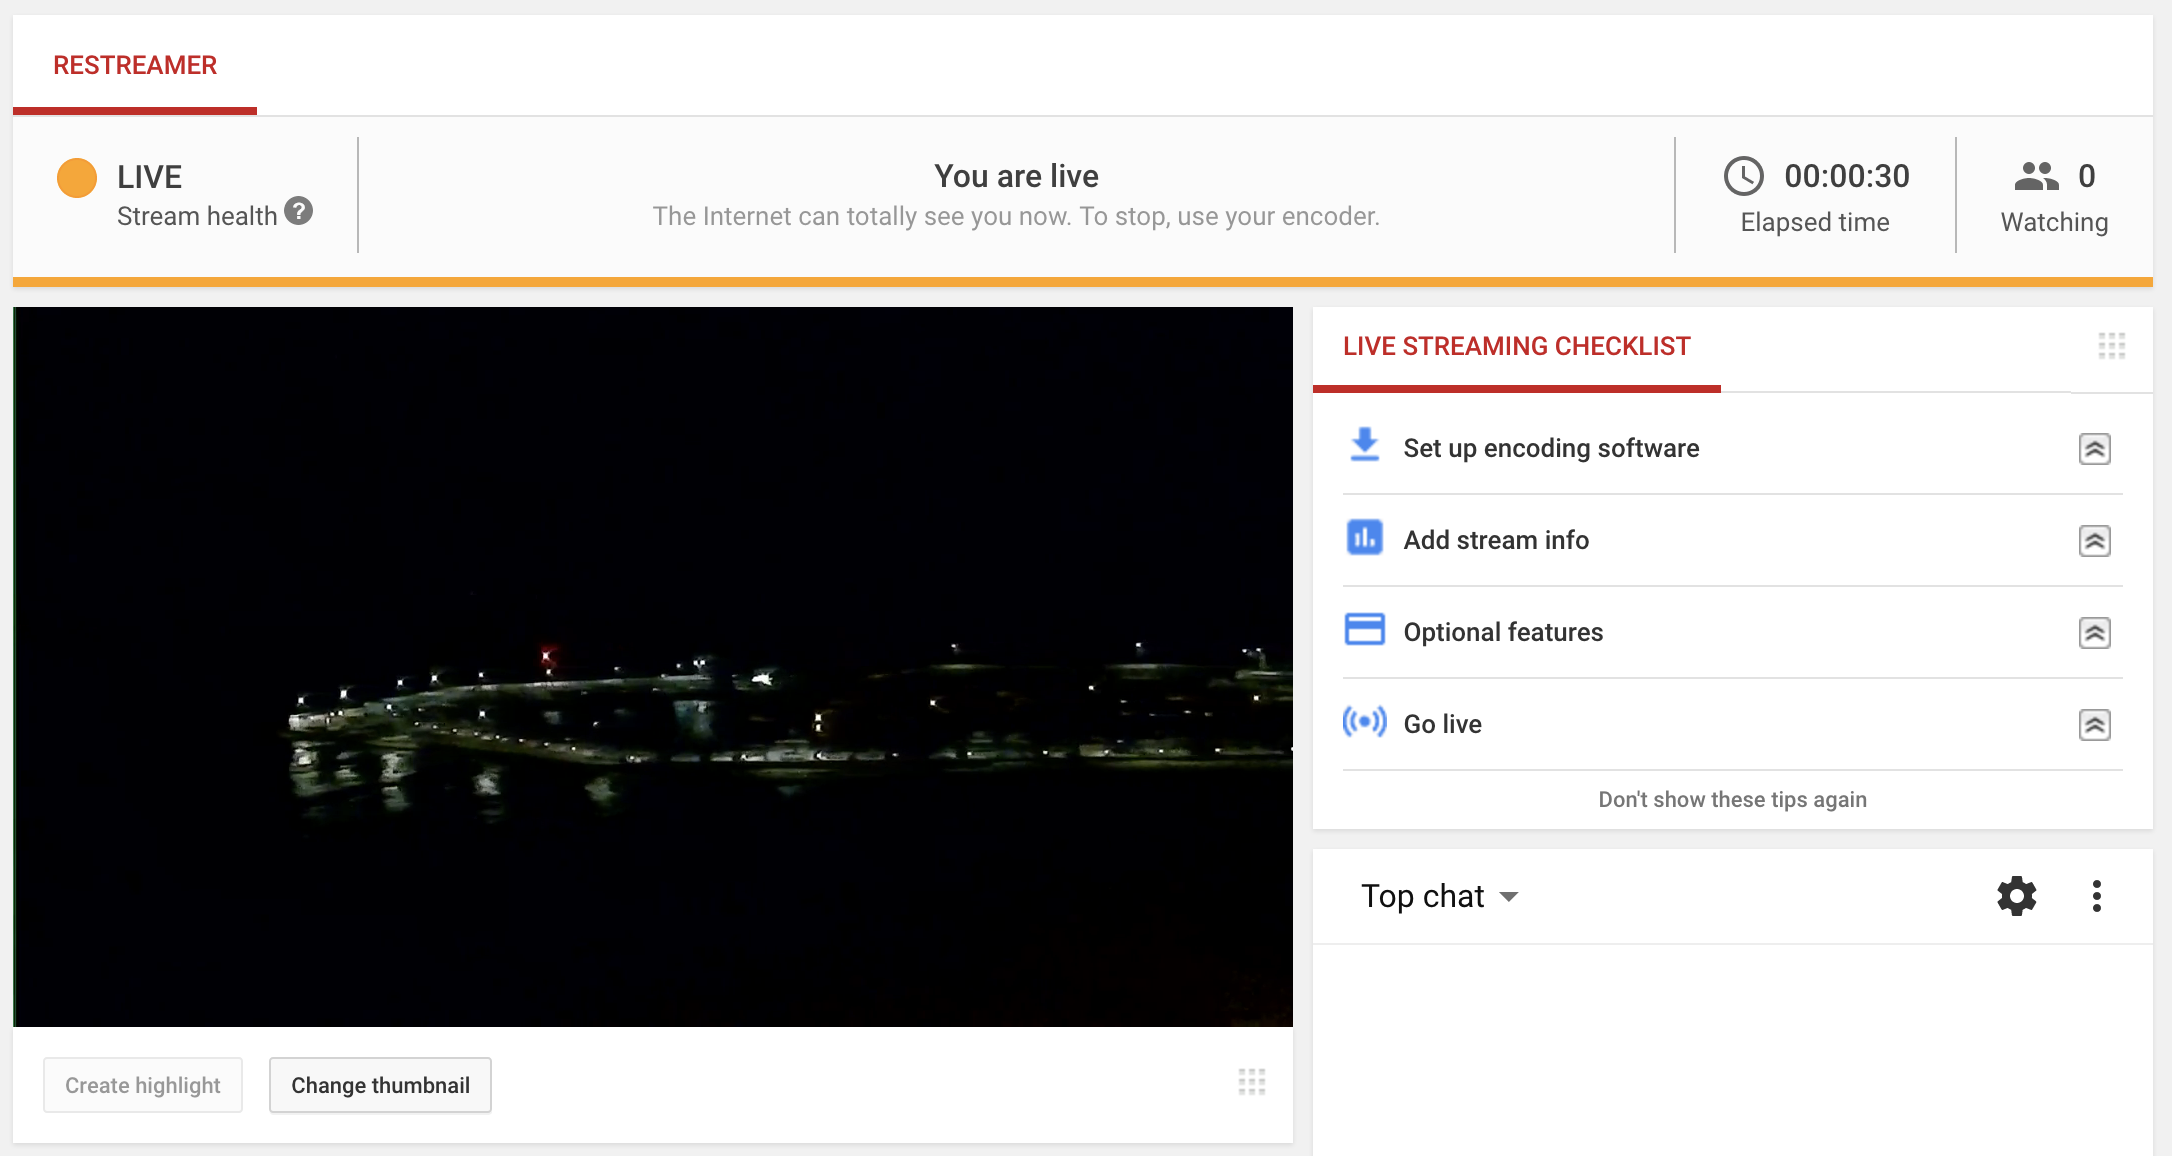 RESTREAMER
LIVE
Stream health ?
You are live
The Internet can totally see you now. To stop, use your encoder.
00:00:30
Elapsed time
0
Watching
LIVE STREAMING CHECKLIST
Set up encoding software
Add stream info
Optional features
Go live
Don't show these tips again
Top chat
Create highlight
Change thumbnail